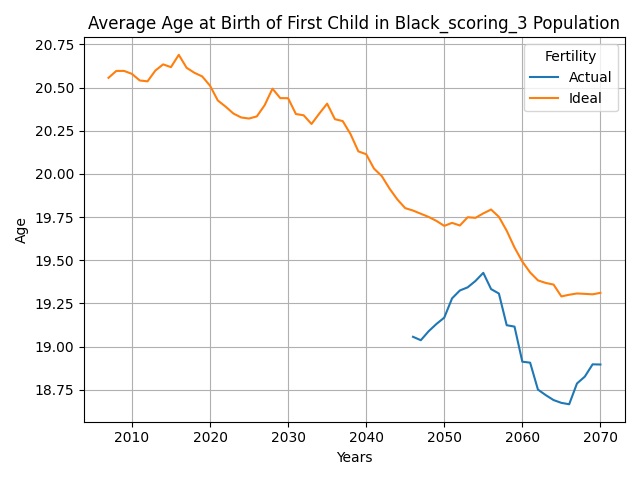 Average Age at Birth of First Child in Black_scoring_3 Population
Fertility
Actual
Ideal
Age
20.75
20.50
20.25
20.00
19.75
19.50
19.25
19.00
18.75
2010 2020 2030 2040 2050 2060 2070
Years